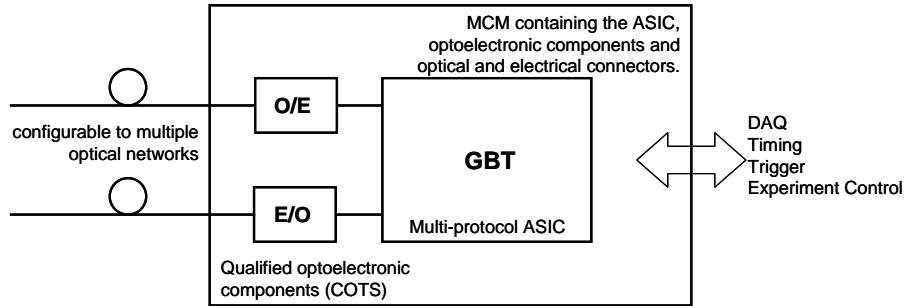 MCM containing the ASIC,
optoelectronic components and
optical and electrical connectors.
O/E
configurable to multiple
optical networks
GBT
DAQ
Timing
Trigger
Experiment Control
E/O
Multi-protocol ASIC
Qualified optoelectronic
components (COTS)